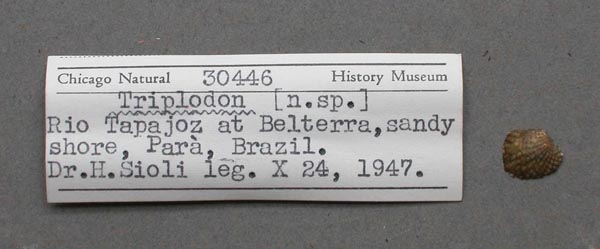 Chicago Natural 30446 History Museum
Triplodon [n.sp.]
Rio Tapajoz at Belterra, sandy
shore, Parà, Brazil.
Dr.H.Sioli leg. X 24, 1947.